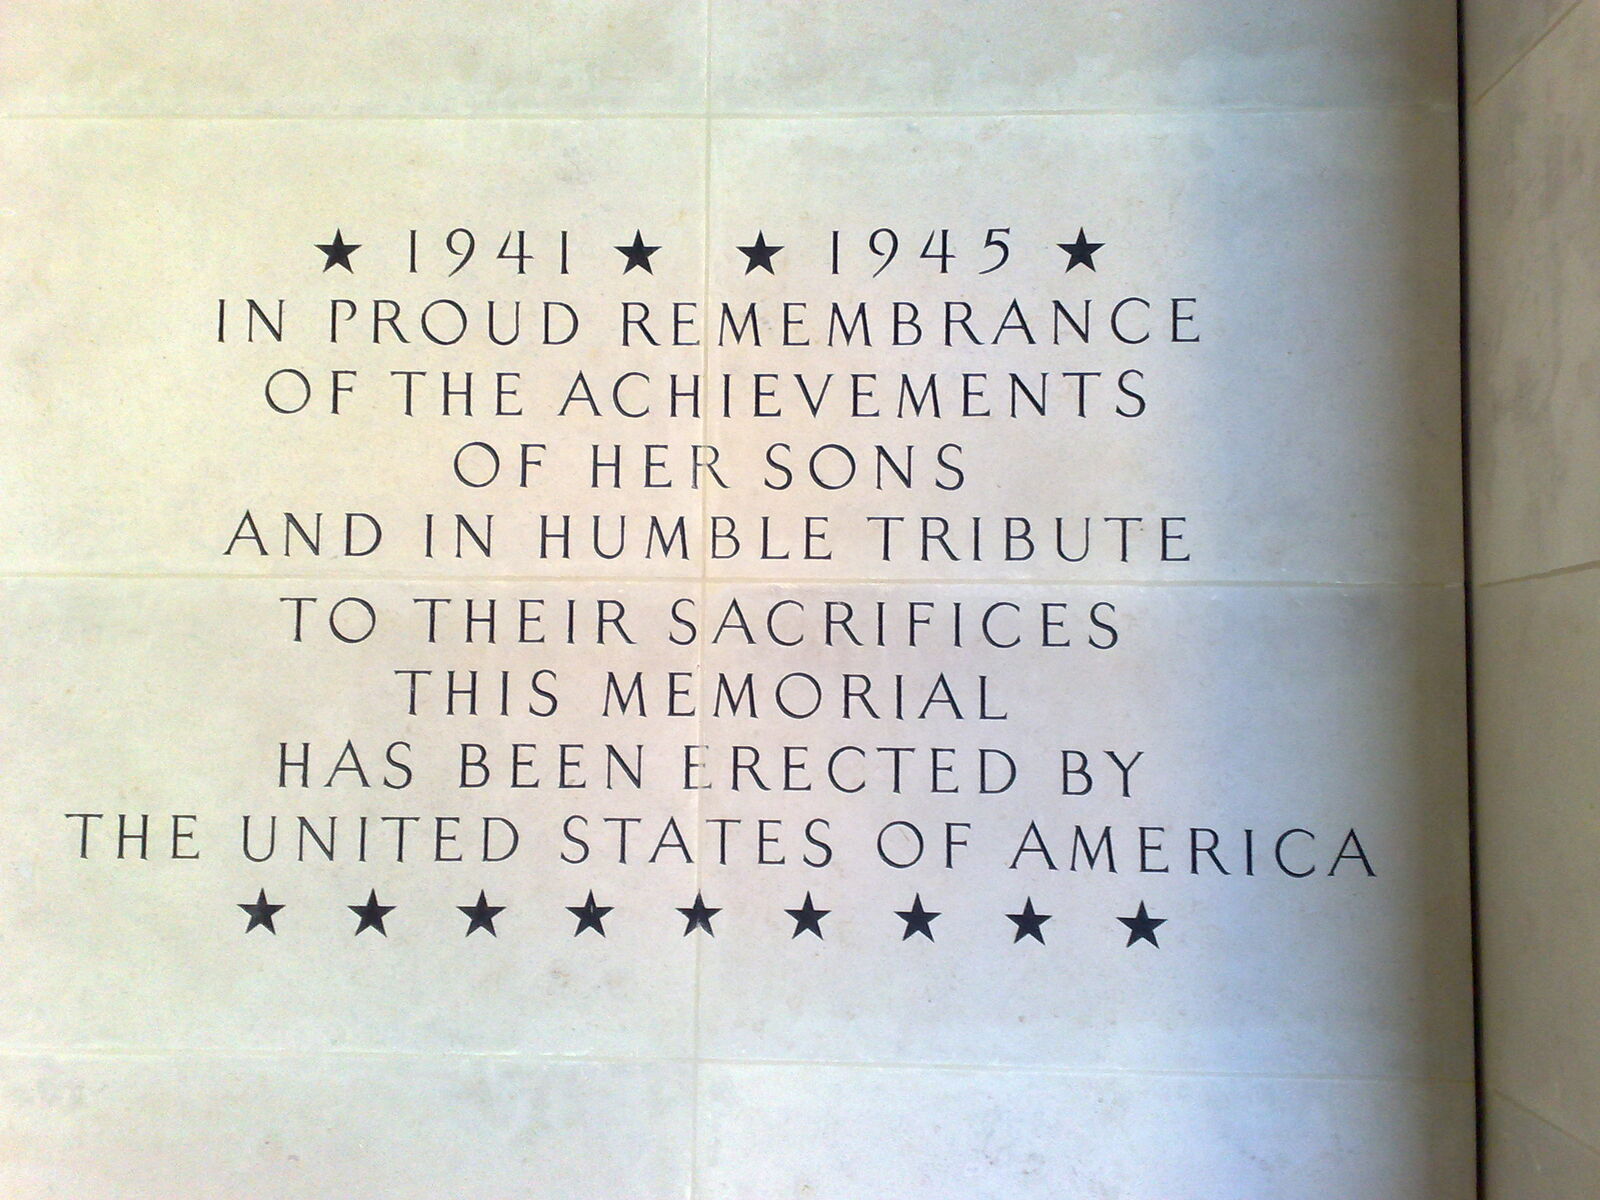 ★ 1941 ★ ★ 1945 ★
IN PROUD REMEMBRANCE
OF THE ACHIEVEMENTS
OF HER SONS
AND IN HUMBLE TRIBUTE
TO THEIR SACRIFICES
THIS MEMORIAL
HAS BEEN ERECTED BY
THE UNITED STATES OF AMERICA
★ ★ ★ ★ ★ ★ ★ ★ ★